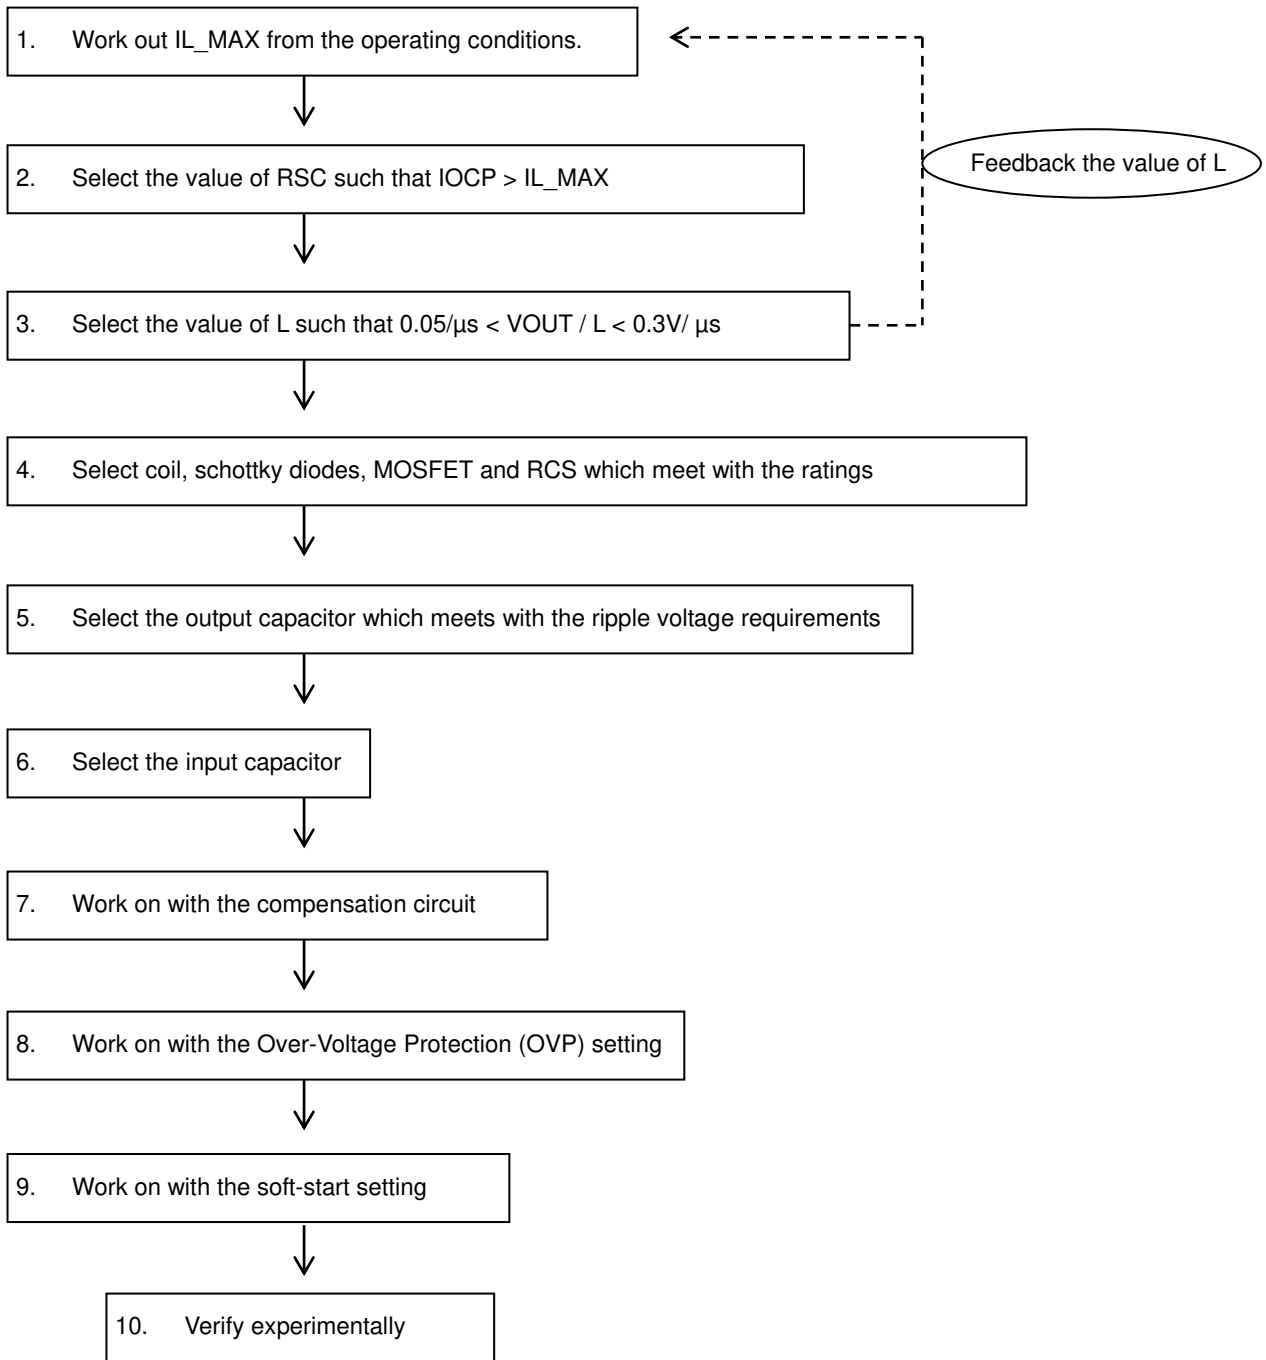 1. Work out IL_MAX from the operating conditions.
Feedback the value of L
2. Select the value of RSC such that IOCP > IL_MAX
3. Select the value of L such that 0.05/µs < VOUT / L < 0.3V/ µs
4. Select coil, schottky diodes, MOSFET and RCS which meet with the ratings
5. Select the output capacitor which meets with the ripple voltage requirements
6. Select the input capacitor
7. Work on with the compensation circuit
8. Work on with the Over-Voltage Protection (OVP) setting
9. Work on with the soft-start setting
10. Verify experimentally